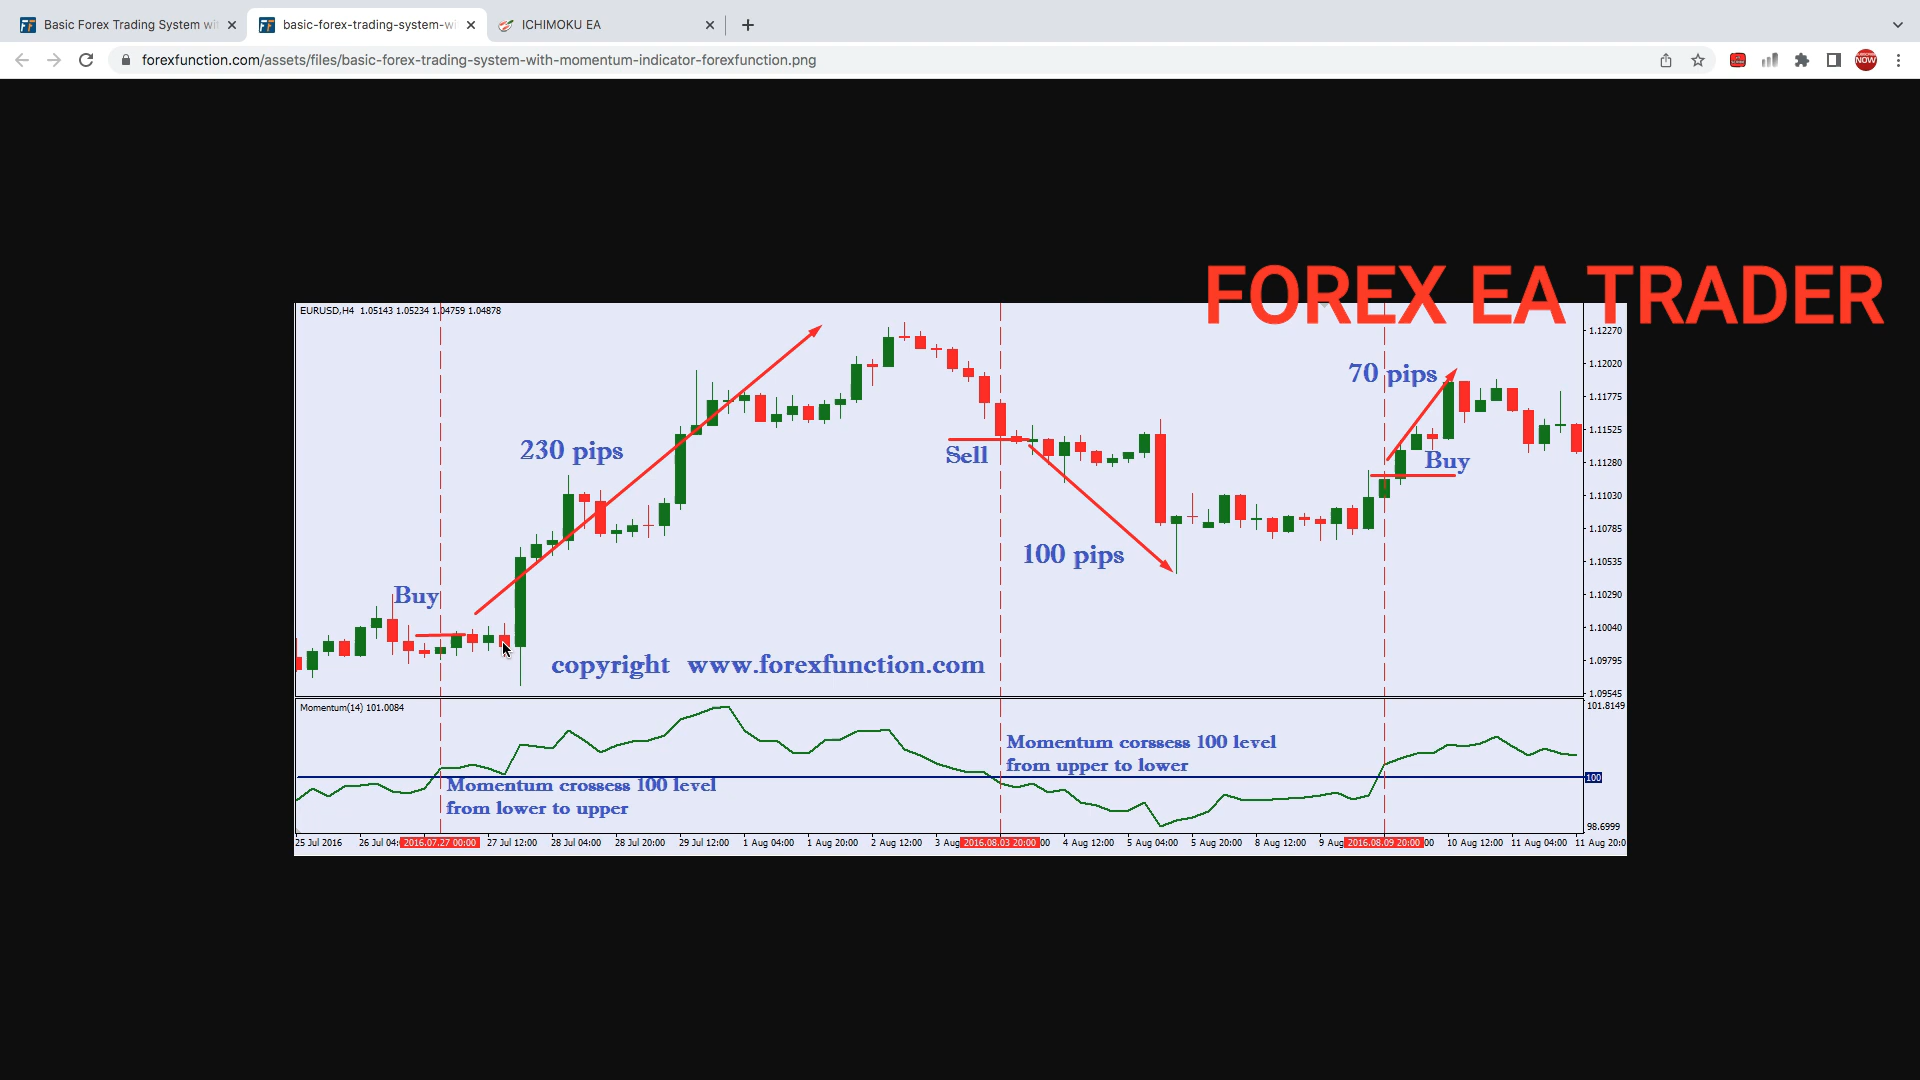 Basic Forex Trading System wi
basic-forex-trading-system-wi
ICHIMOKU EA
forexfunction.com/assets/files/basic-forex-trading-system-with-momentum-indicator-forexfunction.png
NOW
FOREX EA TRADER
EURUSD,H4 1.05143 1.05234 1.04759 1.04878
1.12270
1.12020
70 pips
1.11775
1.11525
230 pips
Sell
Buy
1.11280
1.11030
1.10785
100 pips
1.10535
Buy
1.10290
1.10040
copyright www.forexfunction.com
1.09795
1.09545
Momentum(14) 101.0084
101.8149
Momentum corssess 100 level
from upper to lower
100
Momentum crossess 100 level
from lower to upper
98.6999
25 Jul 2016 26 Jul 04: 2016.07.27 00:00 27 Jul 12:00 28 Jul 04:00 28 Jul 20:00 29 Jul 12:00 1 Aug 04:00 1 Aug 20:00 2 Aug 12:00 3 Aug 2016.08.03 20:00 00 4 Aug 12:00 5 Aug 04:00 5 Aug 20:00 8 Aug 12:00 9 Aug 2016.08.09 20:00 00 10 Aug 12:00 11 Aug 04:00 11 Aug 20:0